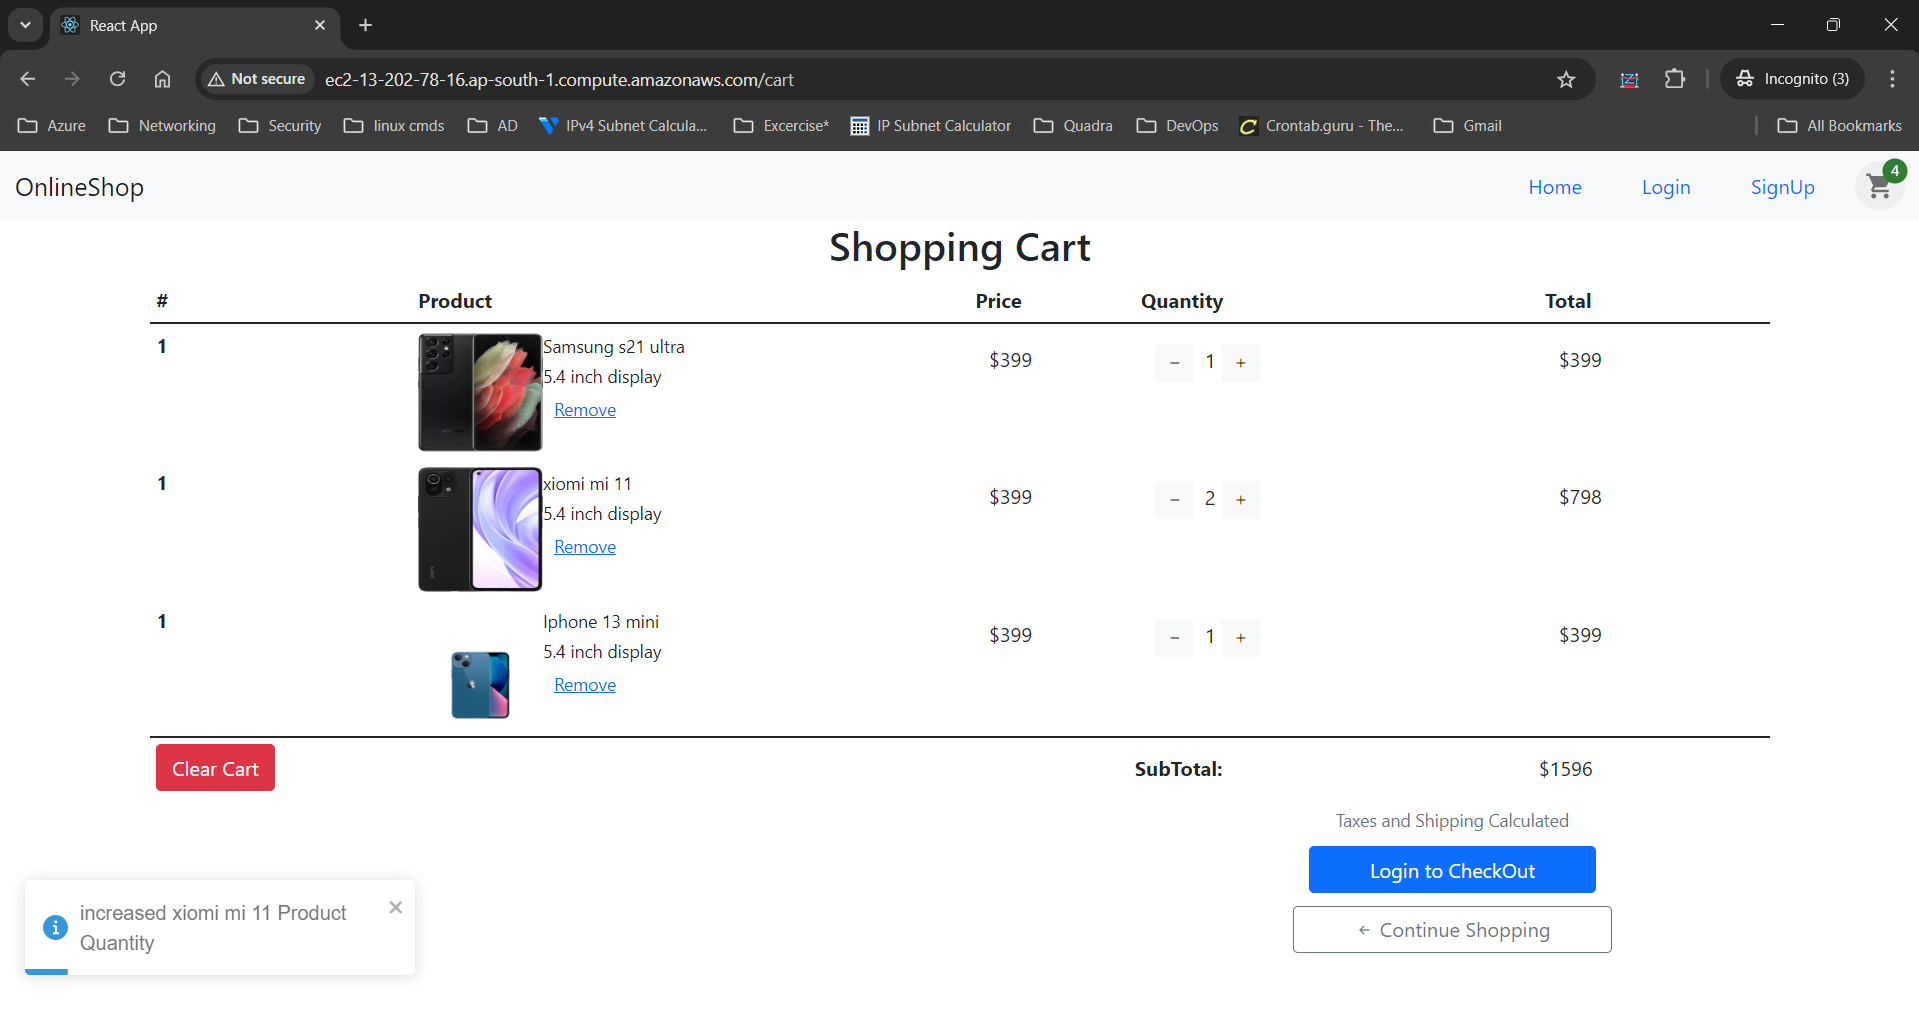 React App
Not secure
ec2-13-202-78-16.ap-south-1.compute.amazonaws.com/cart
Incognito (3)
Azure Networking Security linux cmds AD IPv4 Subnet Calcula... Excercise* IP Subnet Calculator Quadra DevOps Crontab.guru - The... Gmail All Bookmarks
OnlineShop Home Login SignUp 4
Shopping Cart
# Product Price Quantity Total
1 Samsung s21 ultra $399 − 1 + $399
5.4 inch display
Remove
1 xiomi mi 11 $399 − 2 + $798
5.4 inch display
Remove
1 Iphone 13 mini $399 − 1 + $399
5.4 inch display
Remove
Clear Cart SubTotal: $1596
Taxes and Shipping Calculated
Login to CheckOut
← Continue Shopping
increased xiomi mi 11 Product
Quantity